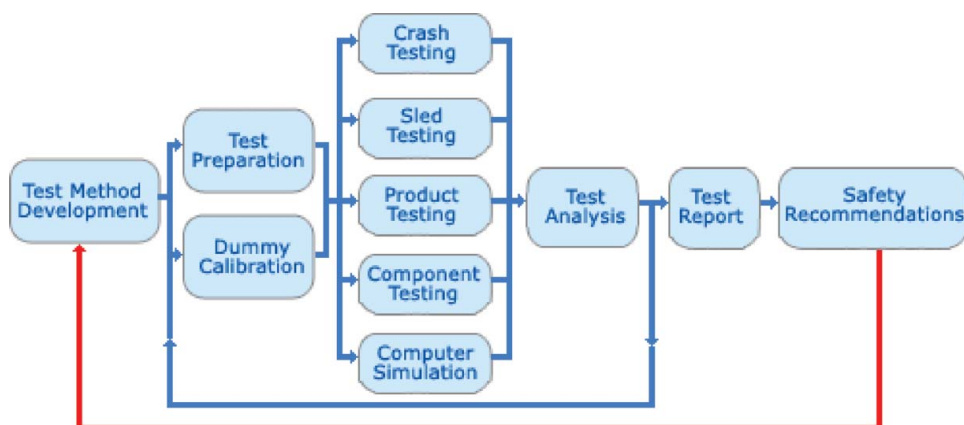 Test Method
Development
Test
Preparation
Dummy
Calibration
Crash
Testing
Sled
Testing
Product
Testing
Component
Testing
Computer
Simulation
Test
Analysis
Test
Report
Safety
Recommendations